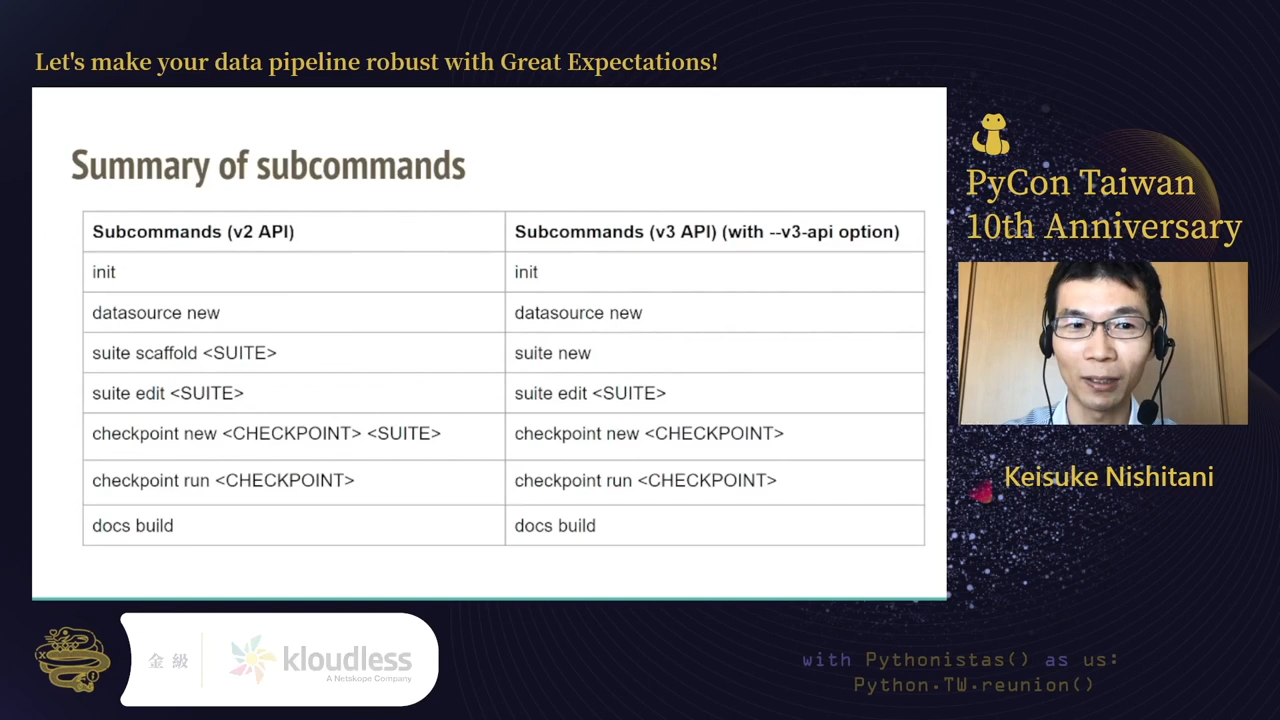 Let's make your data pipeline robust with Great Expectations!
Summary of subcommands
Subcommands (v2 API)
Subcommands (v3 API) (with --v3-api option)
init
init
datasource new
datasource new
suite scaffold <SUITE>
suite new
suite edit <SUITE>
suite edit <SUITE>
checkpoint new <CHECKPOINT> <SUITE>
checkpoint new <CHECKPOINT>
checkpoint run <CHECKPOINT>
checkpoint run <CHECKPOINT>
docs build
docs build
PyCon Taiwan
10th Anniversary
Keisuke Nishitani
金級
kloudless
A Netskope Company
with Pythonistas() as us:
Python.TW.reunion()